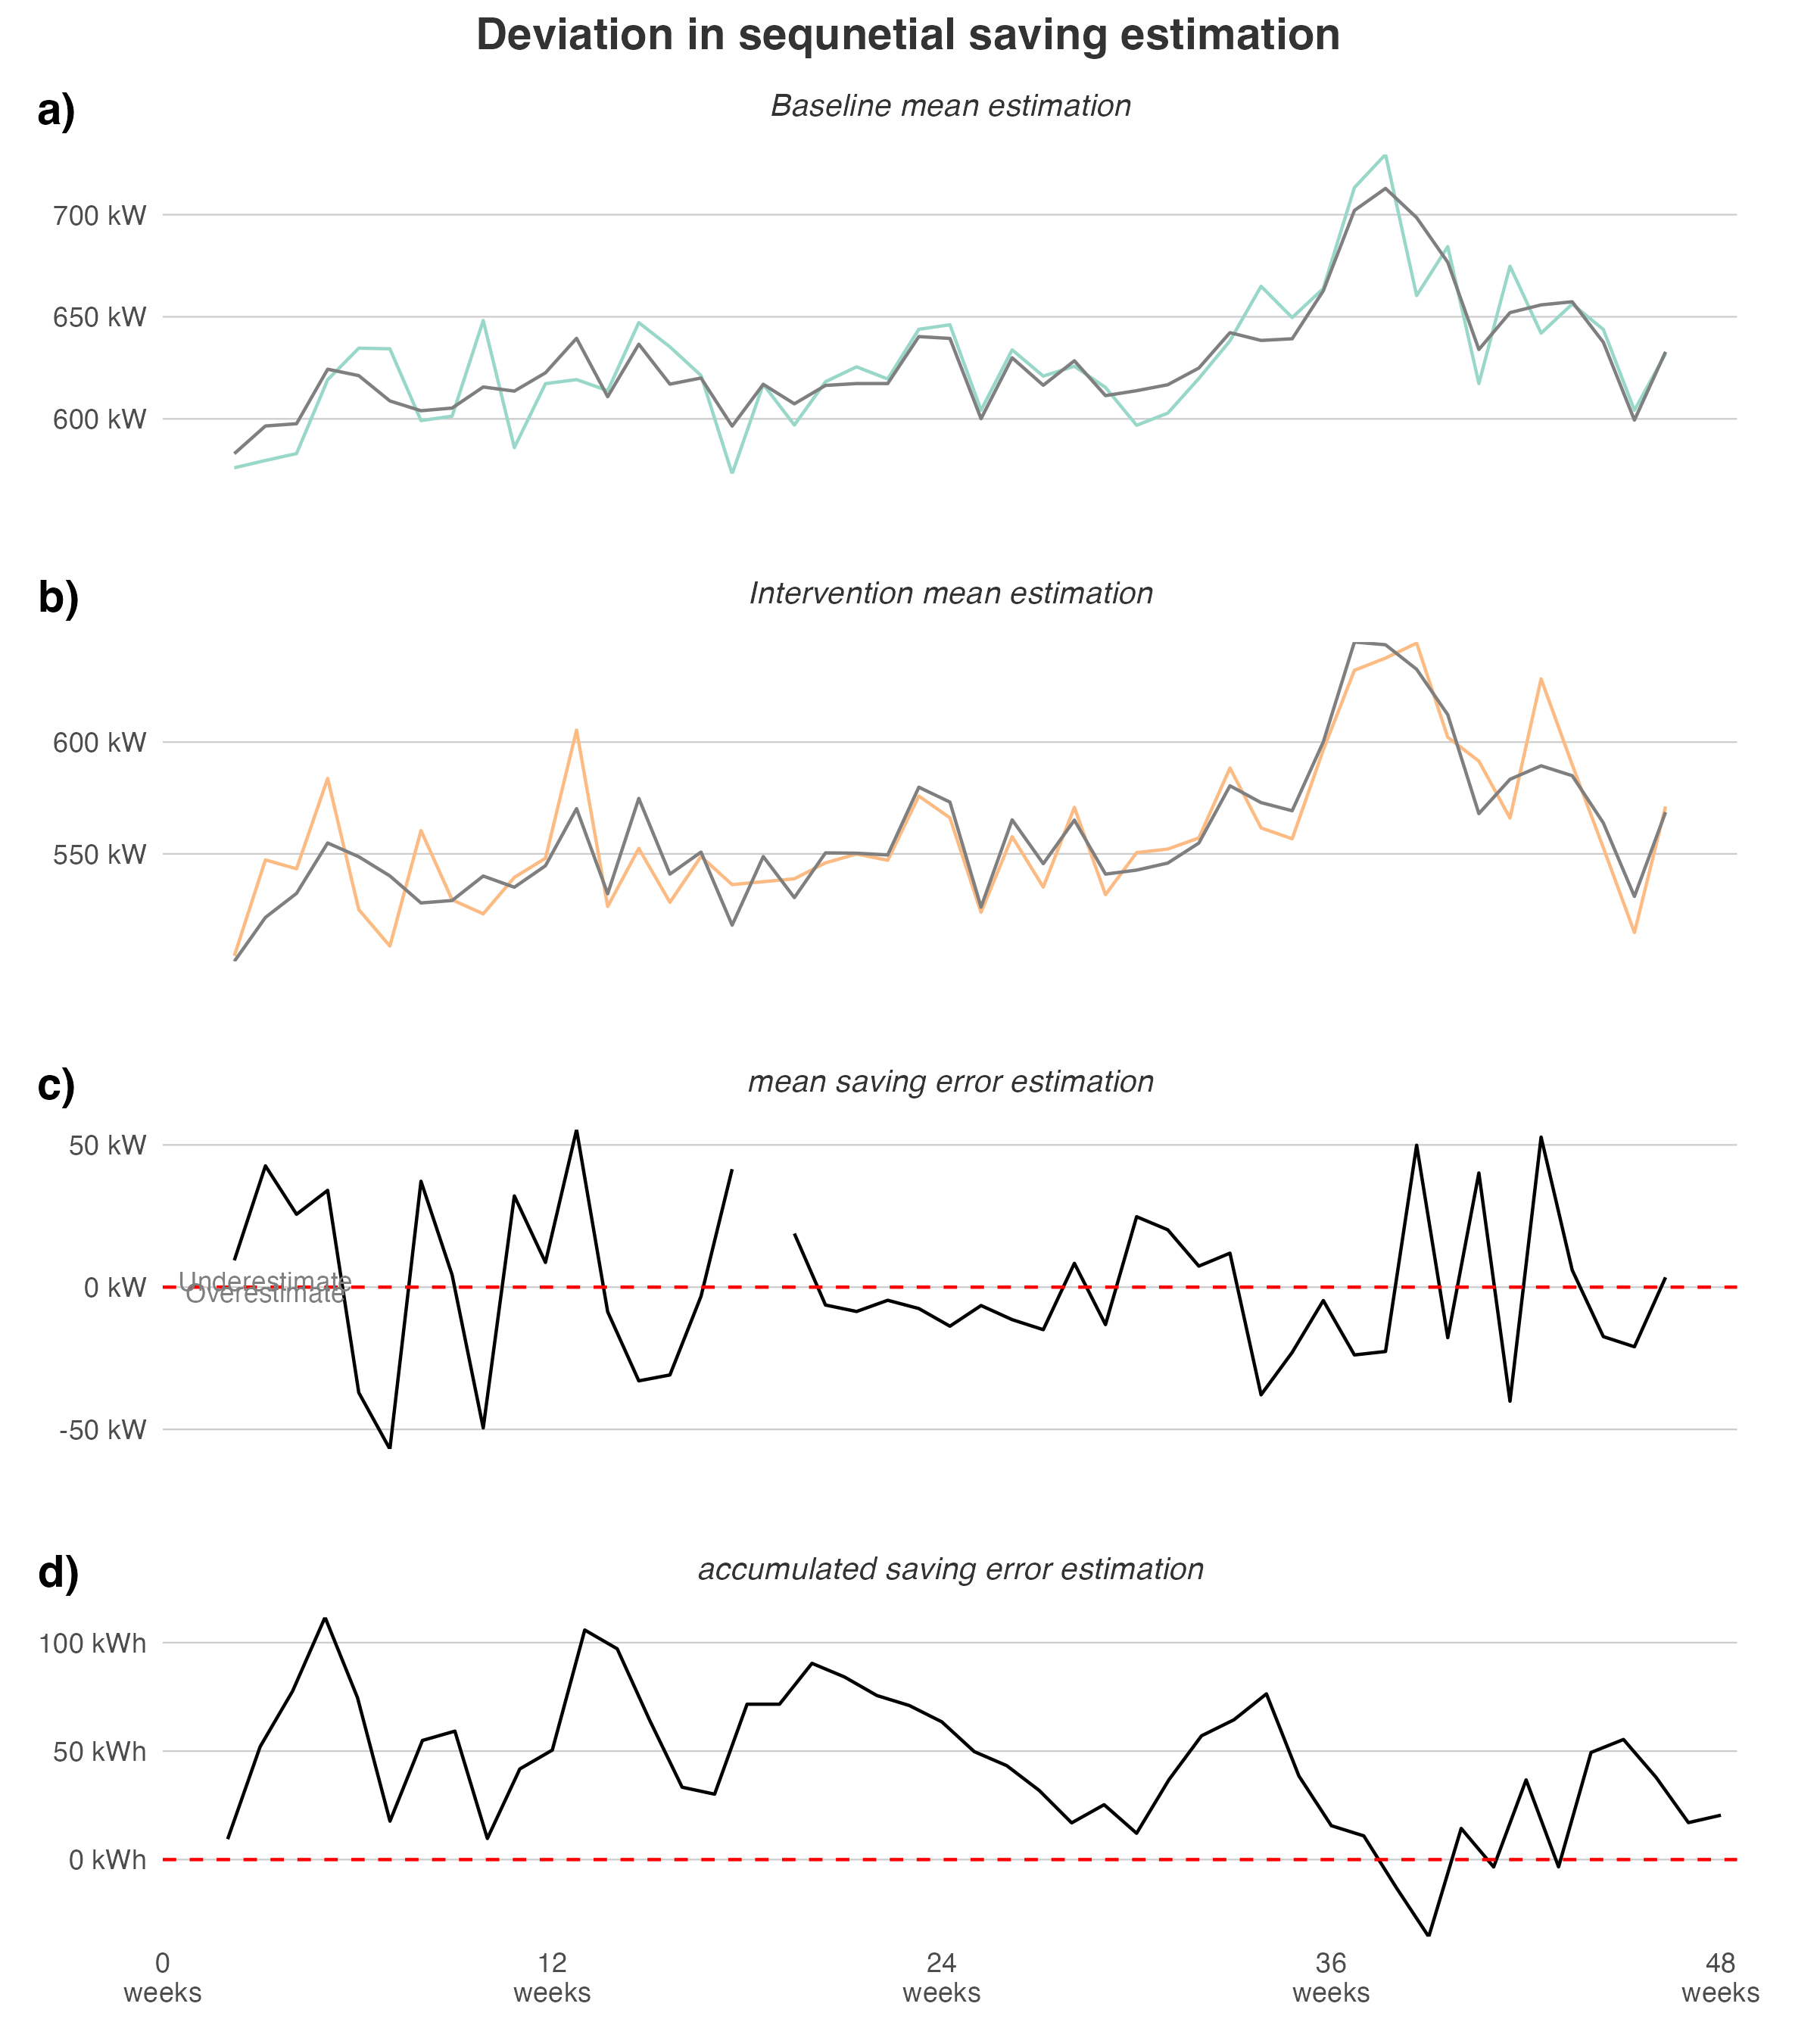 Deviation in sequnetial saving estimation
a)
Baseline mean estimation
700 kW
650 kW
600 kW
b)
Intervention mean estimation
600 kW
550 kW
c)
mean saving error estimation
50 kW
Underestimate
0 kW
Overestimate
-50 kW
d)
accumulated saving error estimation
100 kWh
50 kWh
0 kWh
0 12 24 36 48
weeks weeks weeks weeks weeks